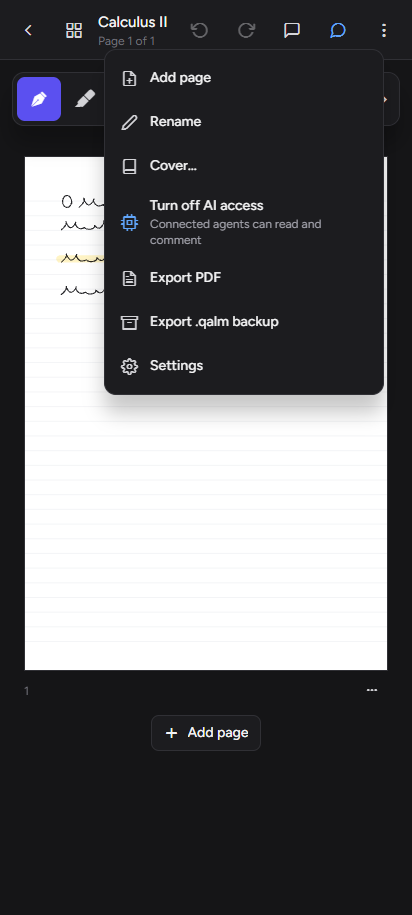 Calculus II
Page 1 of 1
Add page
Rename
Cover...
Turn off AI access
Connected agents can read and
comment
Export PDF
Export .qalm backup
Settings
1
Add page